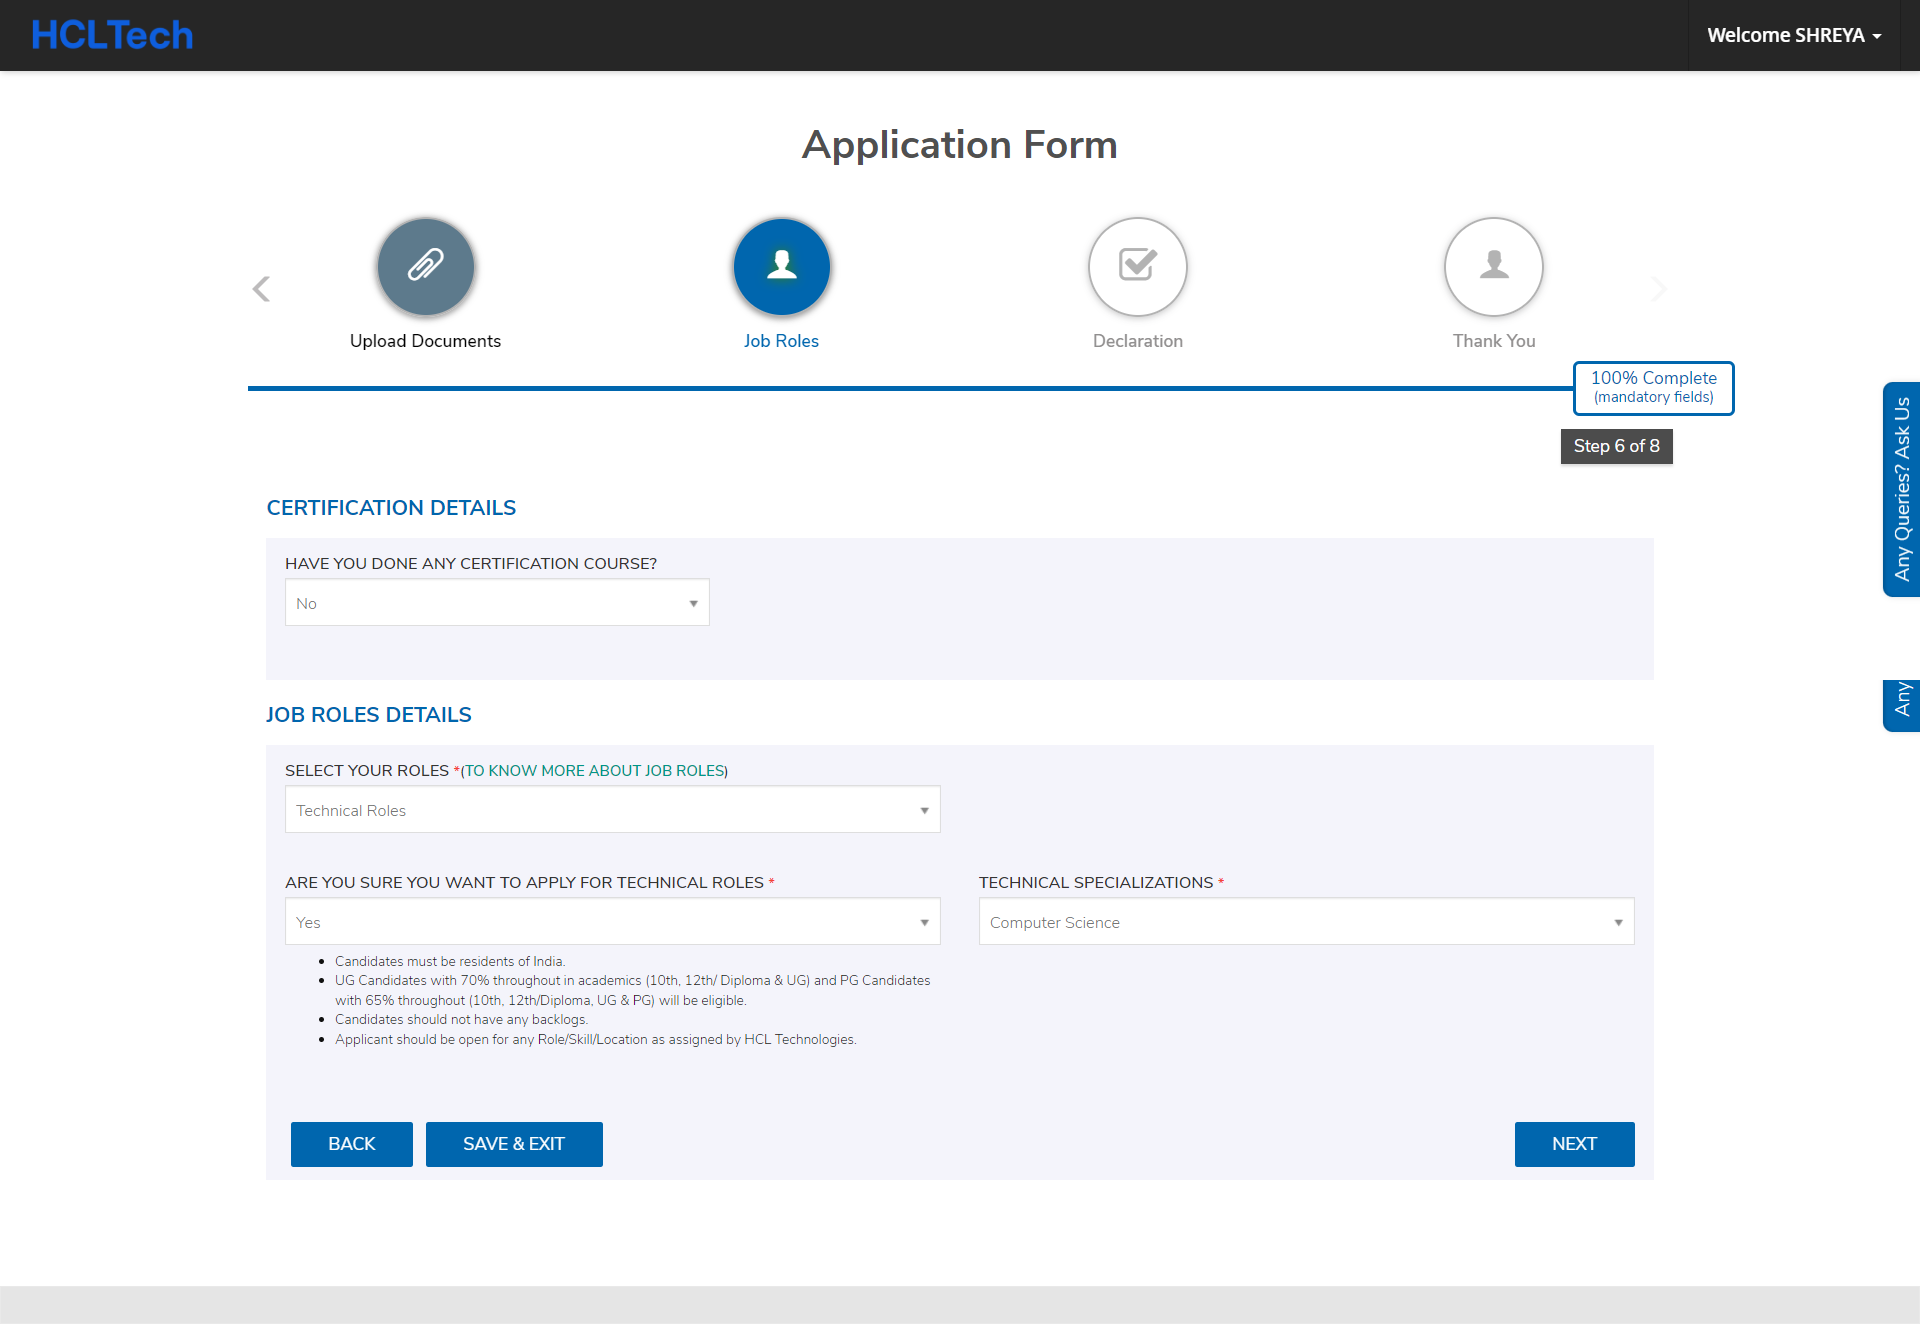 HCLTech
Welcome SHREYA
Application Form
Upload Documents
Job Roles
Declaration
Thank You
100% Complete
(mandatory fields)
Step 6 of 8
Any Queries? Ask Us
CERTIFICATION DETAILS
HAVE YOU DONE ANY CERTIFICATION COURSE?
No
Any
JOB ROLES DETAILS
SELECT YOUR ROLES *(TO KNOW MORE ABOUT JOB ROLES)
Technical Roles
ARE YOU SURE YOU WANT TO APPLY FOR TECHNICAL ROLES *
TECHNICAL SPECIALIZATIONS *
Yes
Computer Science
• Candidates must be residents of India.
• UG Candidates with 70% throughout in academics (10th, 12th/ Diploma & UG) and PG Candidates
with 65% throughout (10th, 12th/Diploma, UG & PG) will be eligible.
• Candidates should not have any backlogs.
• Applicant should be open for any Role/Skill/Location as assigned by HCL Technologies.
BACK
SAVE & EXIT
NEXT